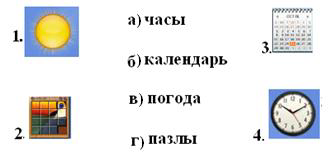 1.
а) часы
3.
б) календарь
в) погода
2.
4.
г) пазлы